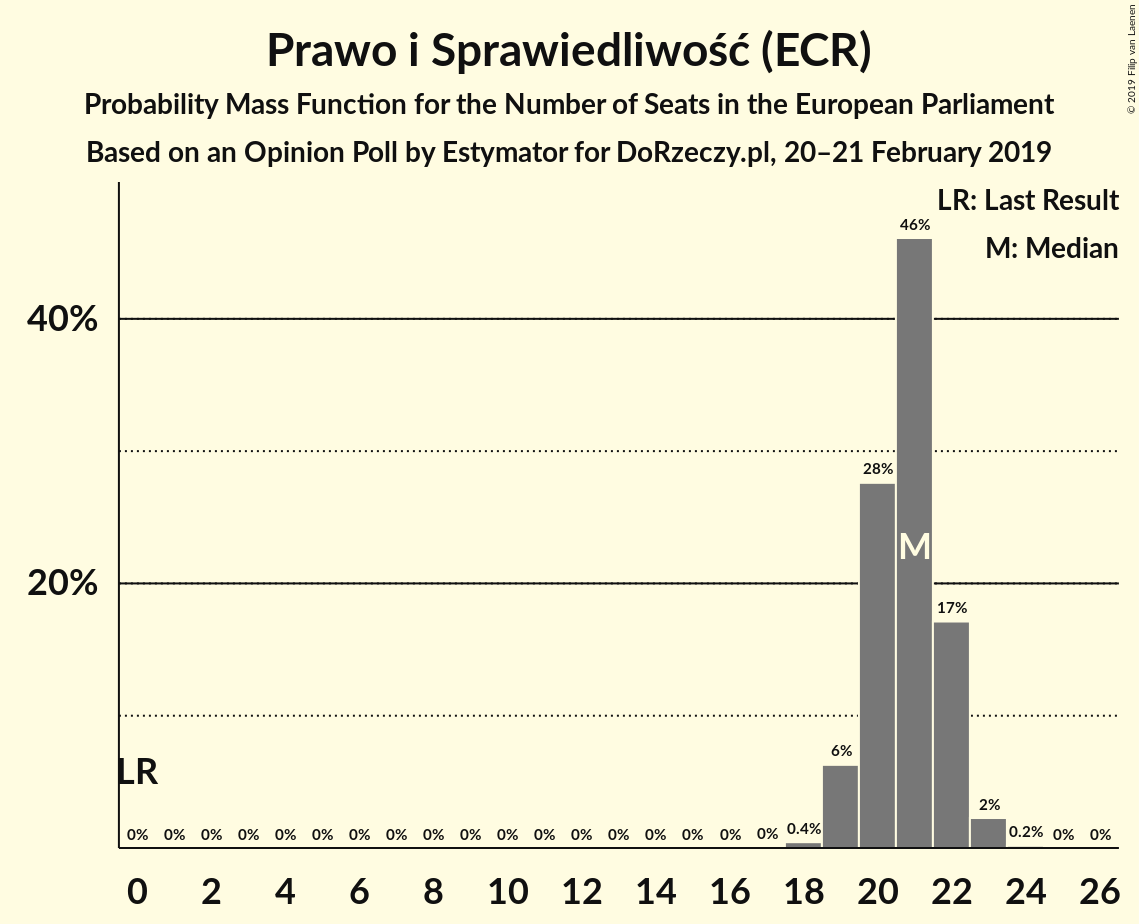 Prawo i Sprawiedliwość (ECR)
Probability Mass Function for the Number of Seats in the European Parliament
Based on an Opinion Poll by Estymator for DoRzeczy.pl, 20–21 February 2019
© 2019 Filip van Laenen
LR: Last Result
M: Median
46%
40%
28%
M
20%
17%
6%
LR
2%
0% 0% 0% 0% 0% 0% 0% 0% 0% 0% 0% 0% 0% 0% 0% 0% 0% 0% 0.4% 0.2% 0% 0%
0 2 4 6 8 10 12 14 16 18 20 22 24 26